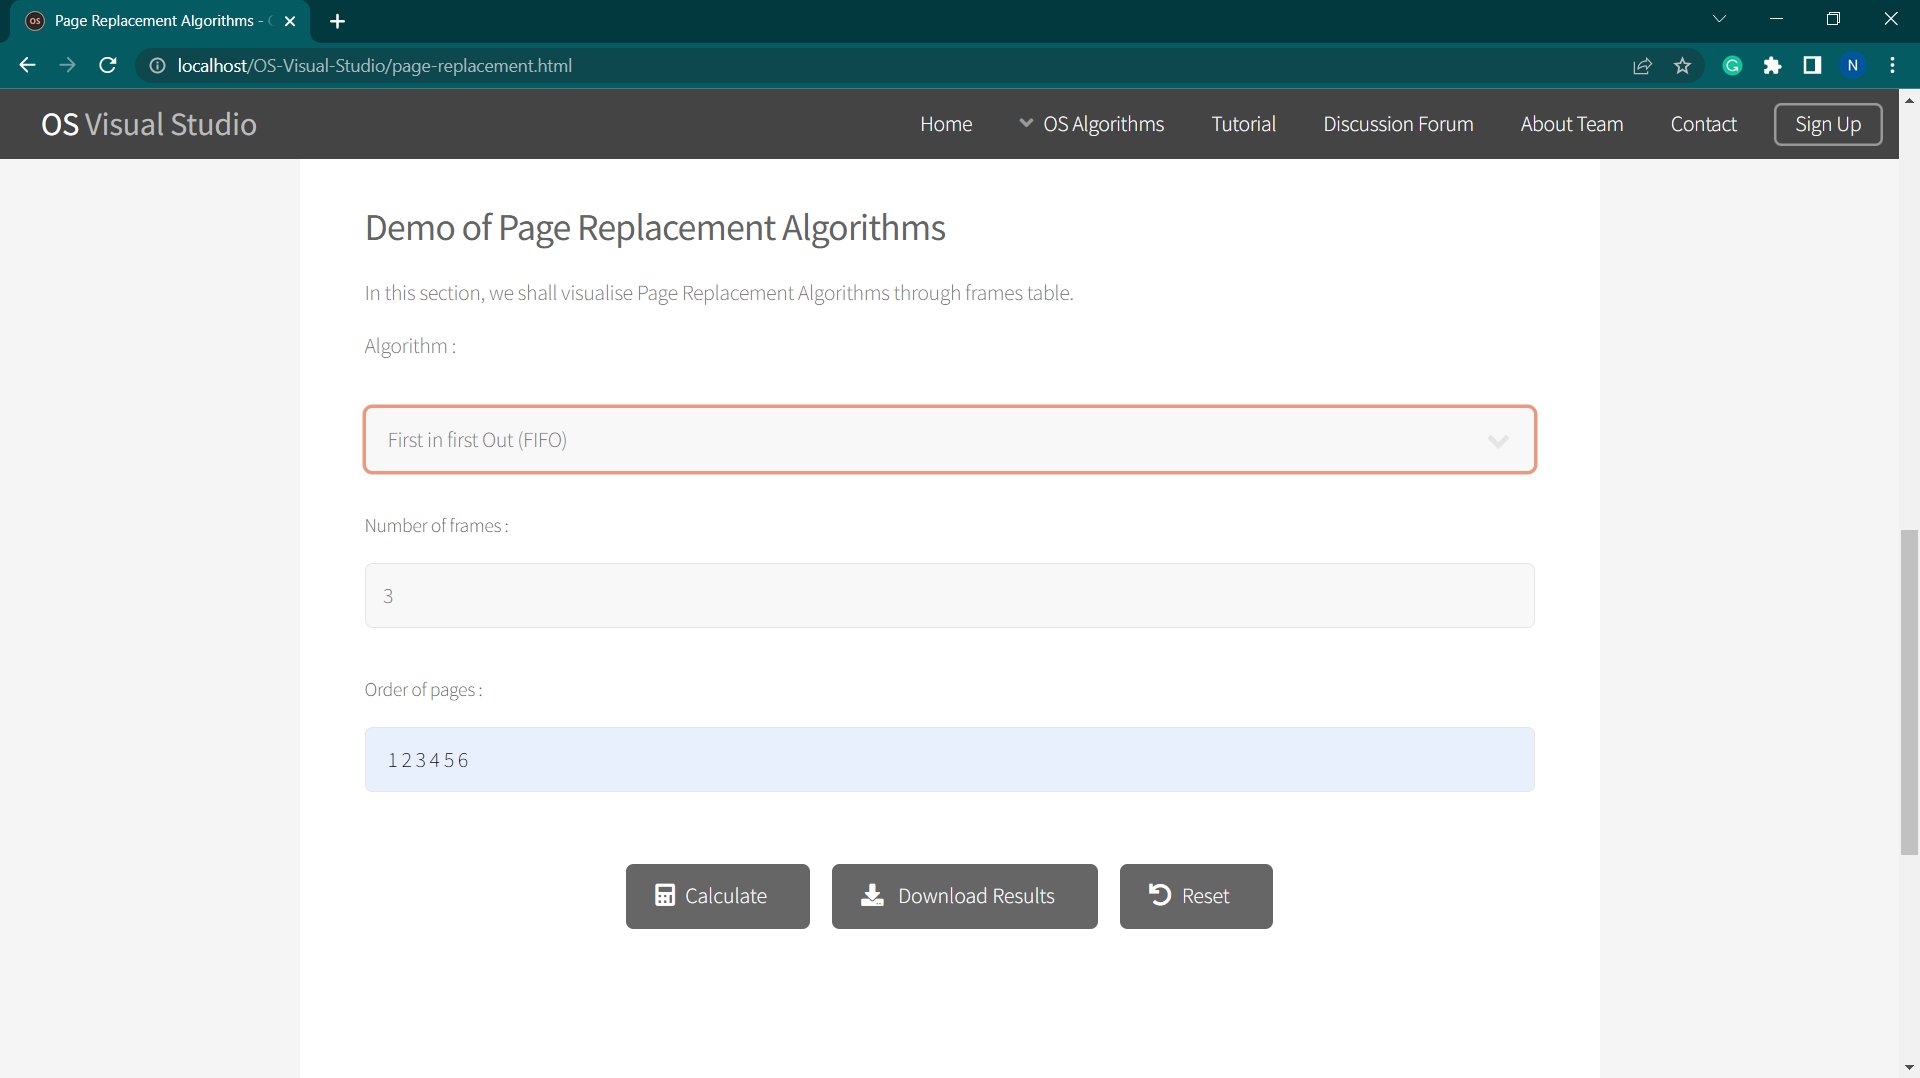 Page Replacement Algorithms -
localhost/OS-Visual-Studio/page-replacement.html
N
OS Visual Studio
Home
OS Algorithms
Tutorial
Discussion Forum
About Team
Contact
Sign Up
Demo of Page Replacement Algorithms
In this section, we shall visualise Page Replacement Algorithms through frames table.
Algorithm :
First in first Out (FIFO)
Number of frames :
3
Order of pages :
1 2 3 4 5 6
Calculate
Download Results
Reset